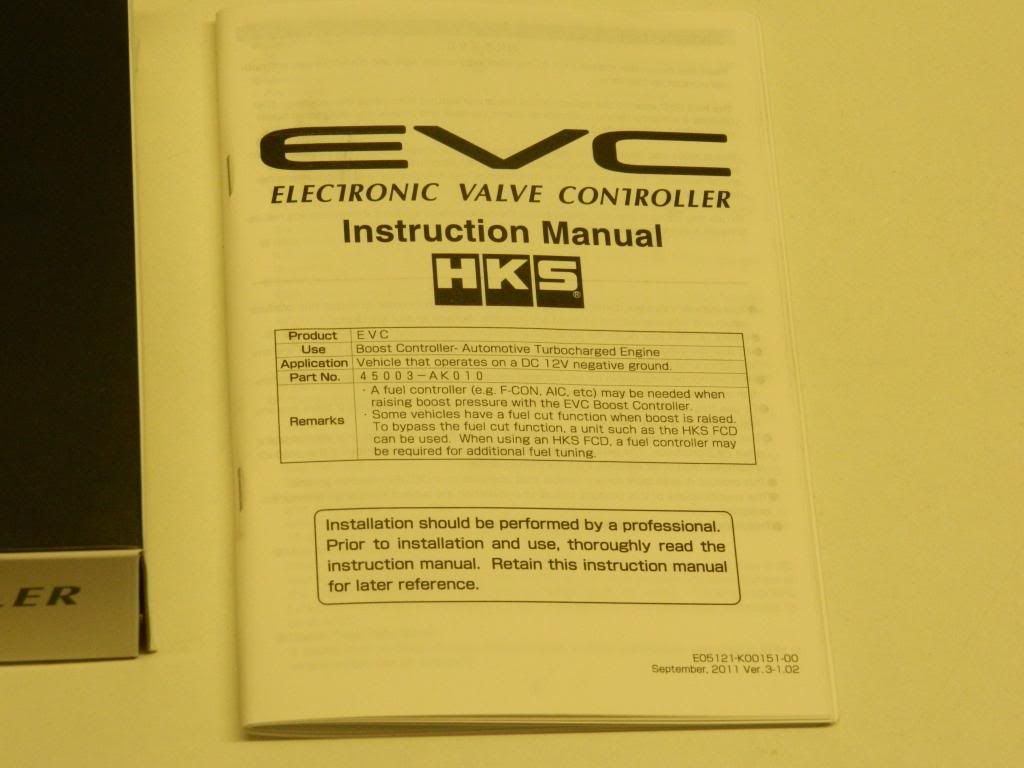 EVC
ELECTRONIC VALVE CONTROLLER
Instruction Manual
HKS®
Product EVC
Use Boost Controller- Automotive Turbocharged Engine
Application Vehicle that operates on a DC 12V negative ground.
Part No. 45003-AK010
Remarks
· A fuel controller (e.g. F-CON, AIC, etc) may be needed when
raising boost pressure with the EVC Boost Controller.
· Some vehicles have a fuel cut function when boost is raised.
To bypass the fuel cut function, a unit such as the HKS FCD
can be used. When using an HKS FCD, a fuel controller may
be required for additional fuel tuning.
Installation should be performed by a professional.
Prior to installation and use, thoroughly read the
instruction manual. Retain this instruction manual
for later reference.
E05121-K00151-00
September, 2011 Ver.3-1.02
LER